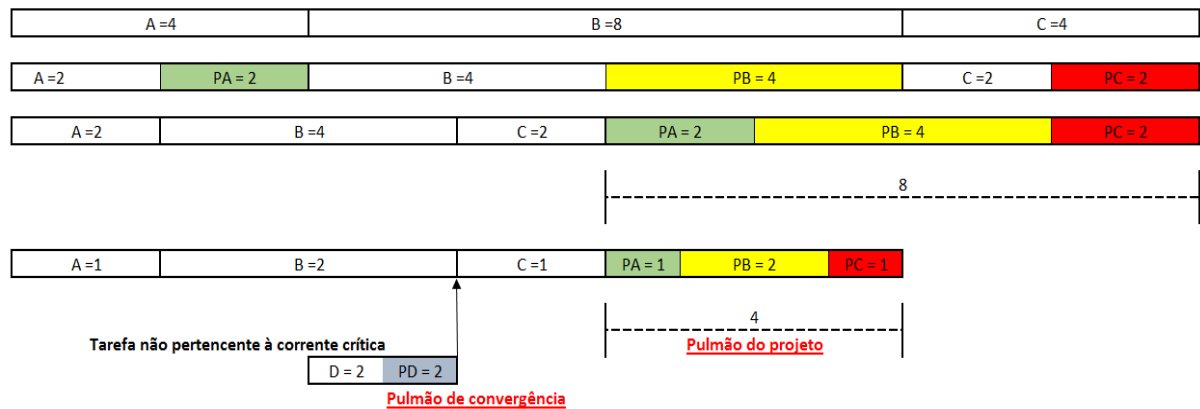 A =4 B =8 C =4
A =2 PA = 2 B =4 PB = 4 C =2 PC = 2
A =2 B =4 C =2 PA = 2 PB = 4 PC = 2
8
A =1 B =2 C =1 PA = 1 PB = 2 PC = 1
4
Tarefa não pertencente à corrente crítica Pulmão do projeto
D = 2 PD = 2
Pulmão de convergência